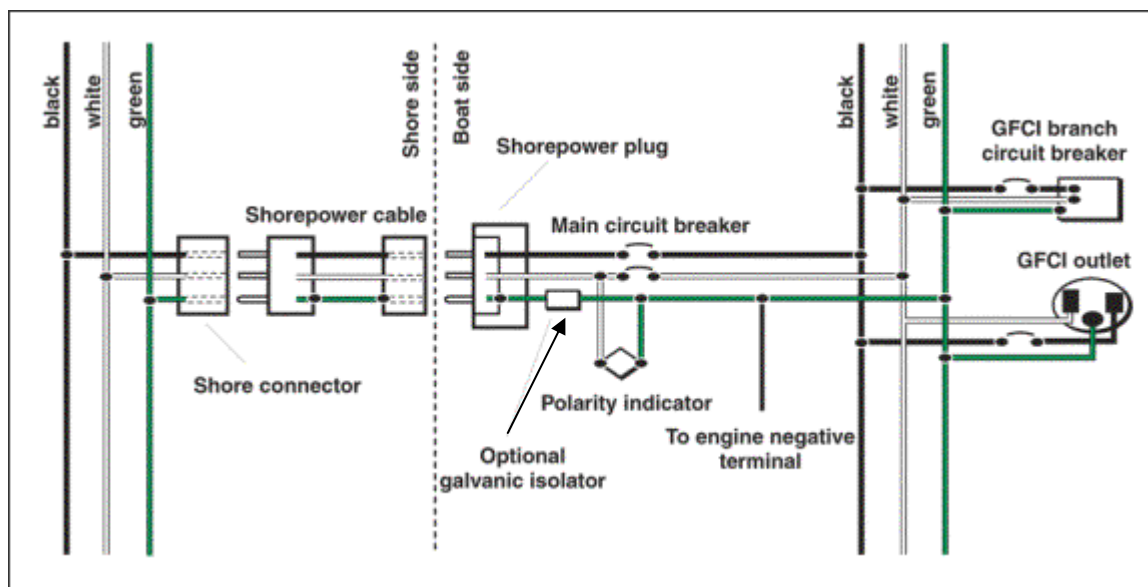 black
white
green
Shore side
Boat side
Shorepower plug
black
white
green
GFCI branch
circuit breaker
Shorepower cable
Main circuit breaker
GFCI outlet
Shore connector
Polarity indicator
Optional
galvanic isolator
To engine negative
terminal